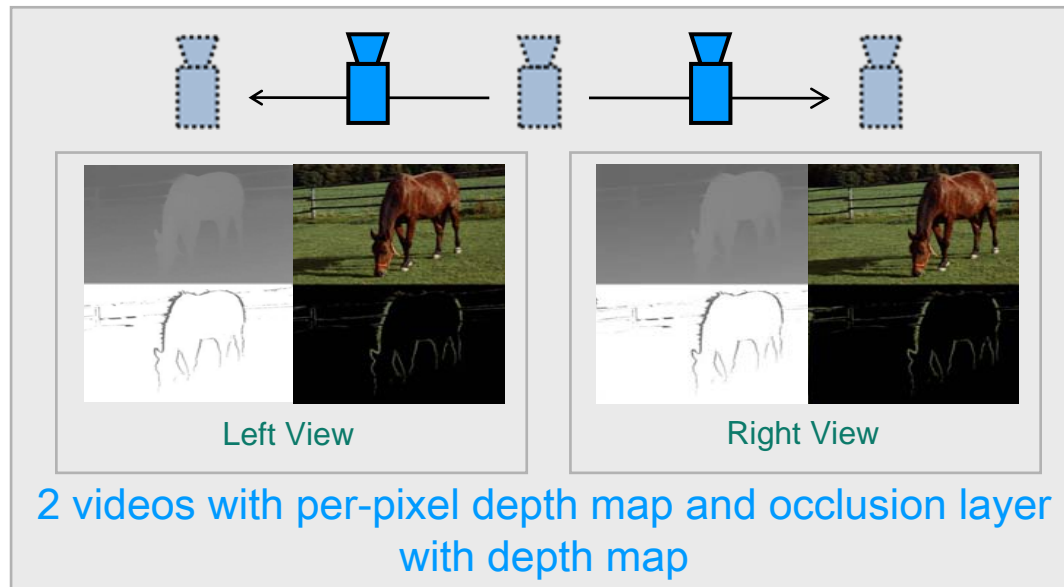 Left View
Right View
2 videos with per-pixel depth map and occlusion layer
with depth map